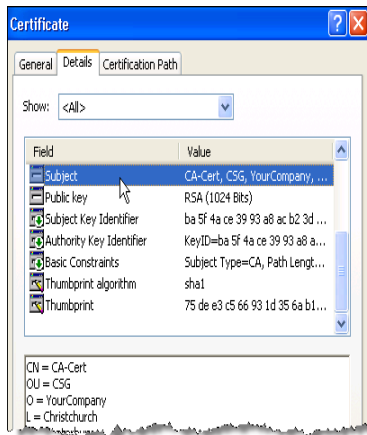 Certificate
General Details Certification Path
Show: <All>
Field Value
Subject CA-Cert, CSG, YourCompany, ...
Public key RSA (1024 Bits)
Subject Key Identifier ba 5f 4a ce 39 93 a8 ac b2 3d ...
Authority Key Identifier KeyID=ba 5f 4a ce 39 93 a8 a...
Basic Constraints Subject Type=CA, Path Lengt...
Thumbprint algorithm sha1
Thumbprint 75 de e3 c5 66 93 1d 35 6a b1...
CN = CA-Cert
OU = CSG
O = YourCompany
L = Christchurch